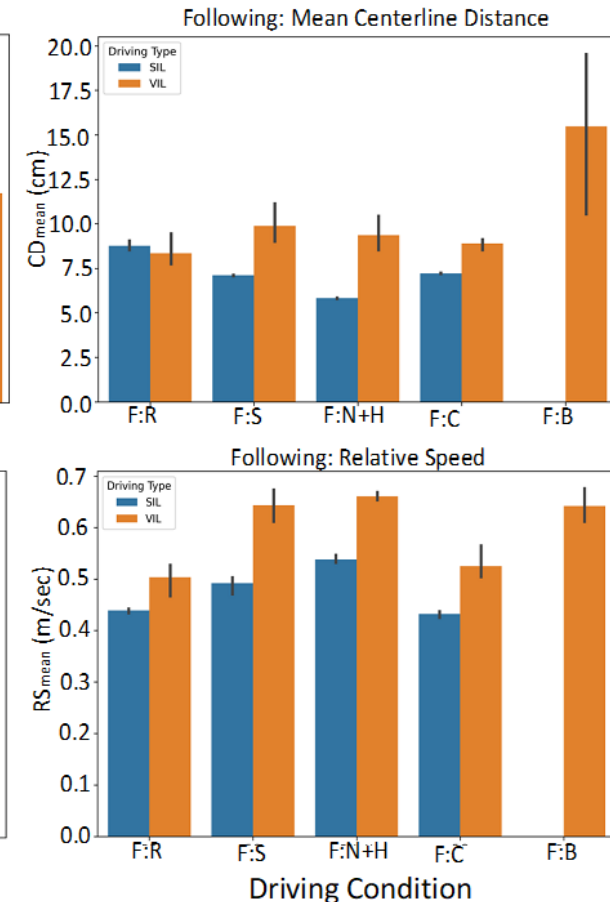 Following: Mean Centerline Distance
20.0
17.5
15.0
12.5
10.0
7.5
5.0
2.5
0.0
CDmean (cm)
Driving Type
SIL
VIL
F:R F:S F:N+H F:C F:B
Following: Relative Speed
0.7
0.6
0.5
0.4
0.3
0.2
0.1
0.0
RSmean (m/sec)
Driving Type
SIL
VIL
F:R F:S F:N+H F:C F:B
Driving Condition